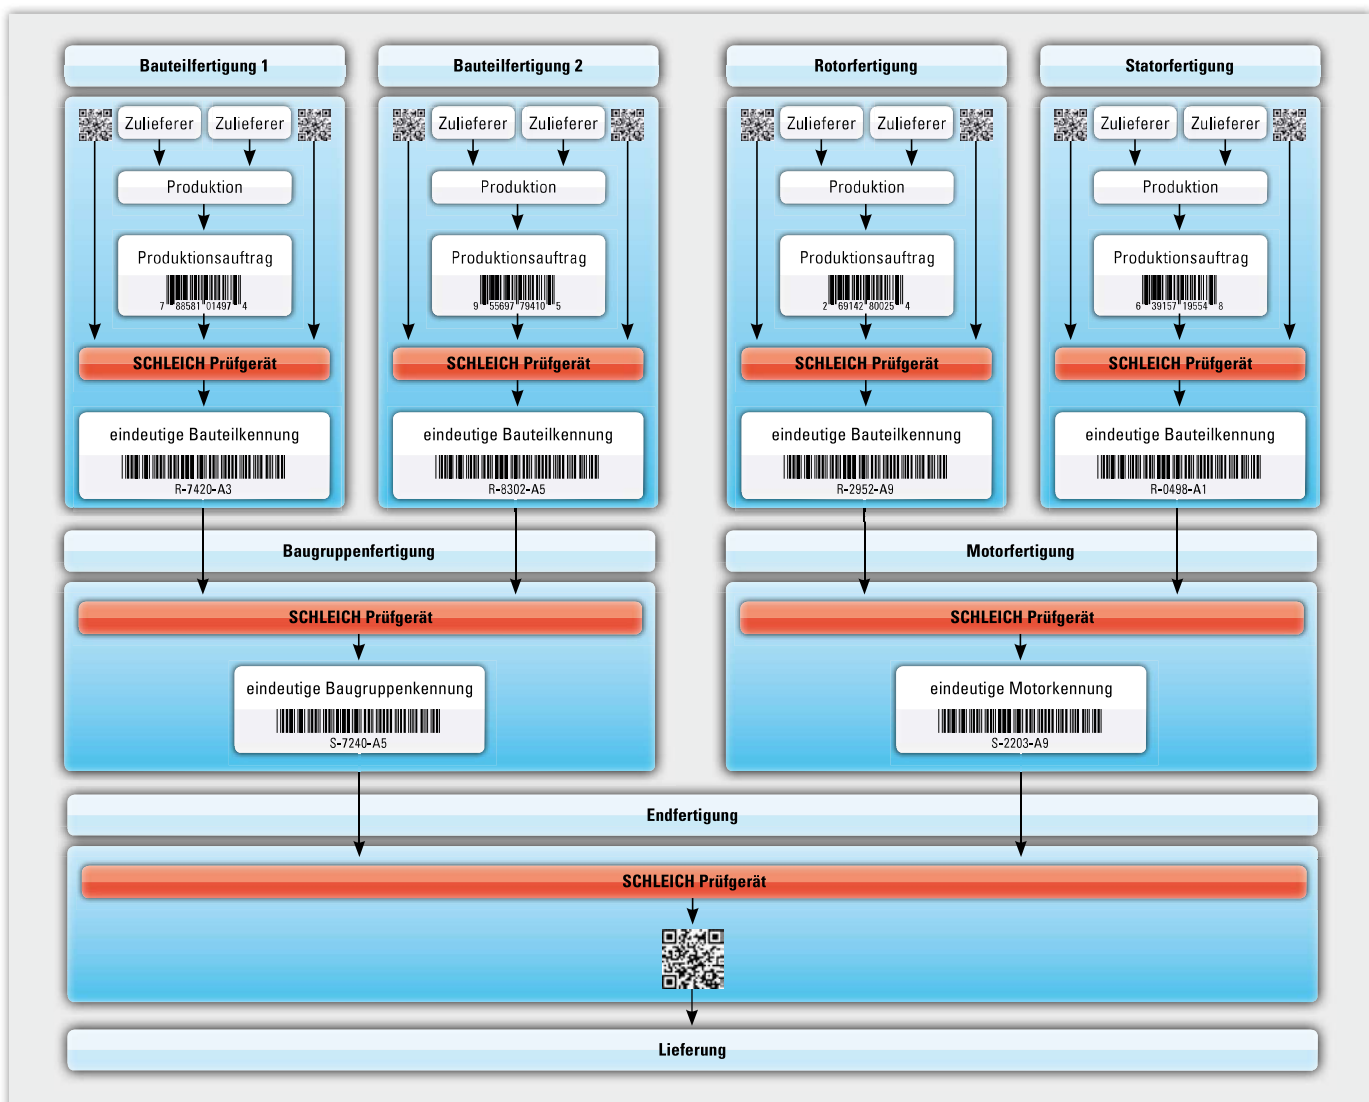 Bauteilfertigung 1
Zulieferer Zulieferer
Produktion
Produktionsauftrag
7 88581 01497 4
SCHLEICH Prüfgerät
eindeutige Bauteilkennung
R-7420-A3
Bauteilfertigung 2
Zulieferer Zulieferer
Produktion
Produktionsauftrag
9 55697 79410 5
SCHLEICH Prüfgerät
eindeutige Bauteilkennung
R-8302-A5
Rotorfertigung
Zulieferer Zulieferer
Produktion
Produktionsauftrag
2 69142 80025 4
SCHLEICH Prüfgerät
eindeutige Bauteilkennung
R-2952-A9
Statorfertigung
Zulieferer Zulieferer
Produktion
Produktionsauftrag
6 39157 19554 8
SCHLEICH Prüfgerät
eindeutige Bauteilkennung
R-0498-A1
Baugruppenfertigung
SCHLEICH Prüfgerät
eindeutige Baugruppenkennung
S-7240-A5
Motorfertigung
SCHLEICH Prüfgerät
eindeutige Motorkennung
S-2203-A9
Endfertigung
SCHLEICH Prüfgerät
Lieferung